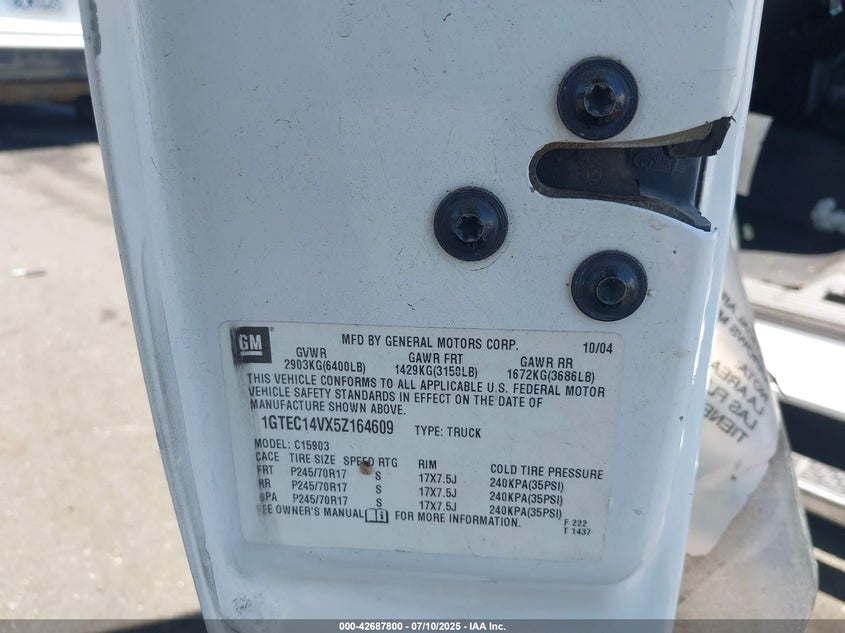 GM
MFD BY GENERAL MOTORS CORP. 10/04
GVWR GAWR FRT GAWR RR
2903KG(6400LB) 1429KG(3150LB) 1672KG(3686LB)
THIS VEHICLE CONFORMS TO ALL APPLICABLE U.S. FEDERAL MOTOR
VEHICLE SAFETY STANDARDS IN EFFECT ON THE DATE OF
MANUFACTURE SHOWN ABOVE.
1GTEC14VX5Z164609 TYPE: TRUCK
MODEL: C15903
CACE TIRE SIZE SPEED RTG RIM COLD TIRE PRESSURE
FRT P245/70R17 S 17X7.5J 240KPA(35PSI)
RR P245/70R17 S 17X7.5J 240KPA(35PSI)
SPA P245/70R17 S 17X7.5J 240KPA(35PSI)
SEE OWNER'S MANUAL FOR MORE INFORMATION.
F 222
T 1437
000-42687800 - 07/10/2025 - IAA Inc.